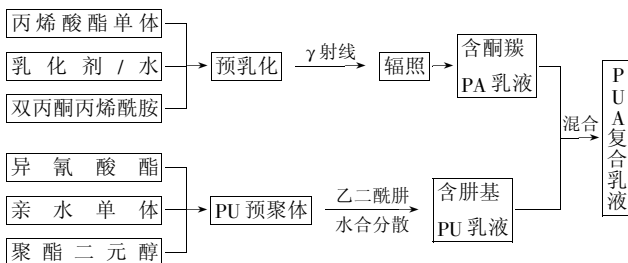 丙烯酸酯单体
乳化剂/水
双丙酮丙烯酰胺
预乳化
γ射线
辐照
含酮羰
PA乳液
异氰酸酯
亲水单体
聚酯二元醇
PU预聚体
乙二酰肼
水合分散
含肼基
PU乳液
混合
PUA复合乳液